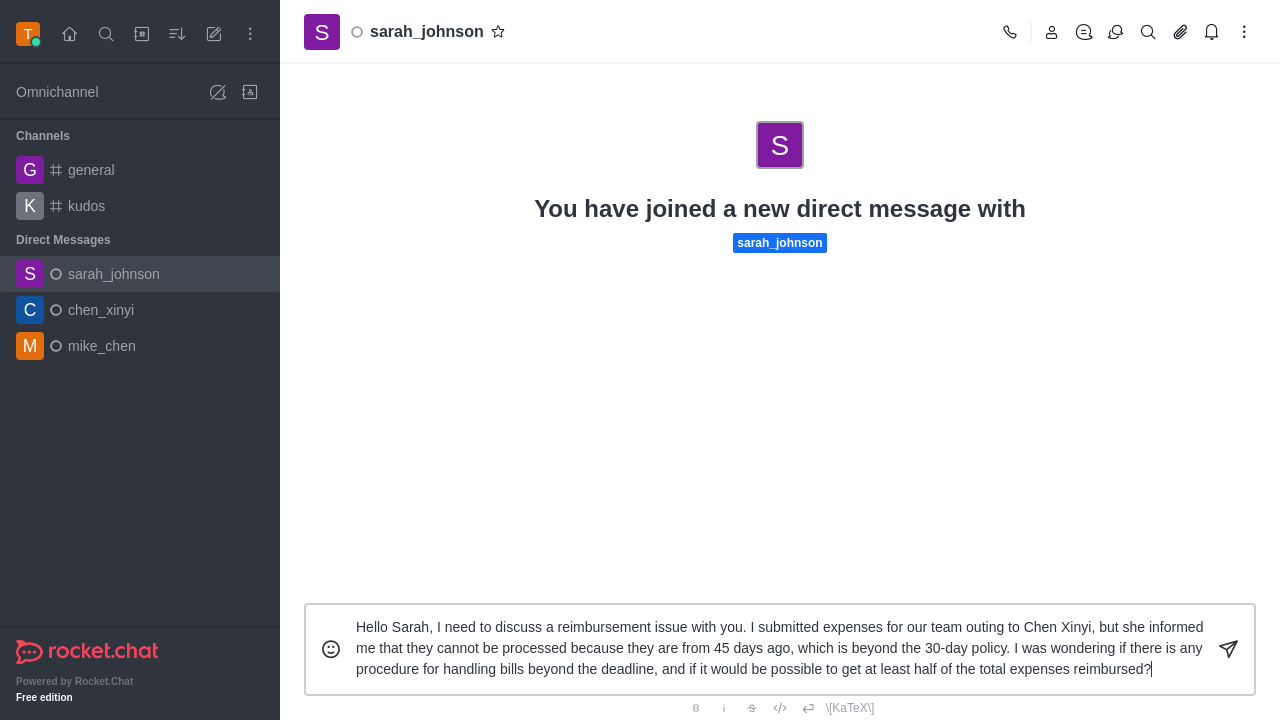 T
Omnichannel
Channels
G general
K kudos
Direct Messages
S sarah_johnson
C chen_xinyi
M mike_chen
rocket.chat
Powered by Rocket.Chat
Free edition
S sarah_johnson
S
You have joined a new direct message with
sarah_johnson
Hello Sarah, I need to discuss a reimbursement issue with you. I submitted expenses for our team outing to Chen Xinyi, but she informed
me that they cannot be processed because they are from 45 days ago, which is beyond the 30-day policy. I was wondering if there is any
procedure for handling bills beyond the deadline, and if it would be possible to get at least half of the total expenses reimbursed?
B i S </> \[KaTeX\]